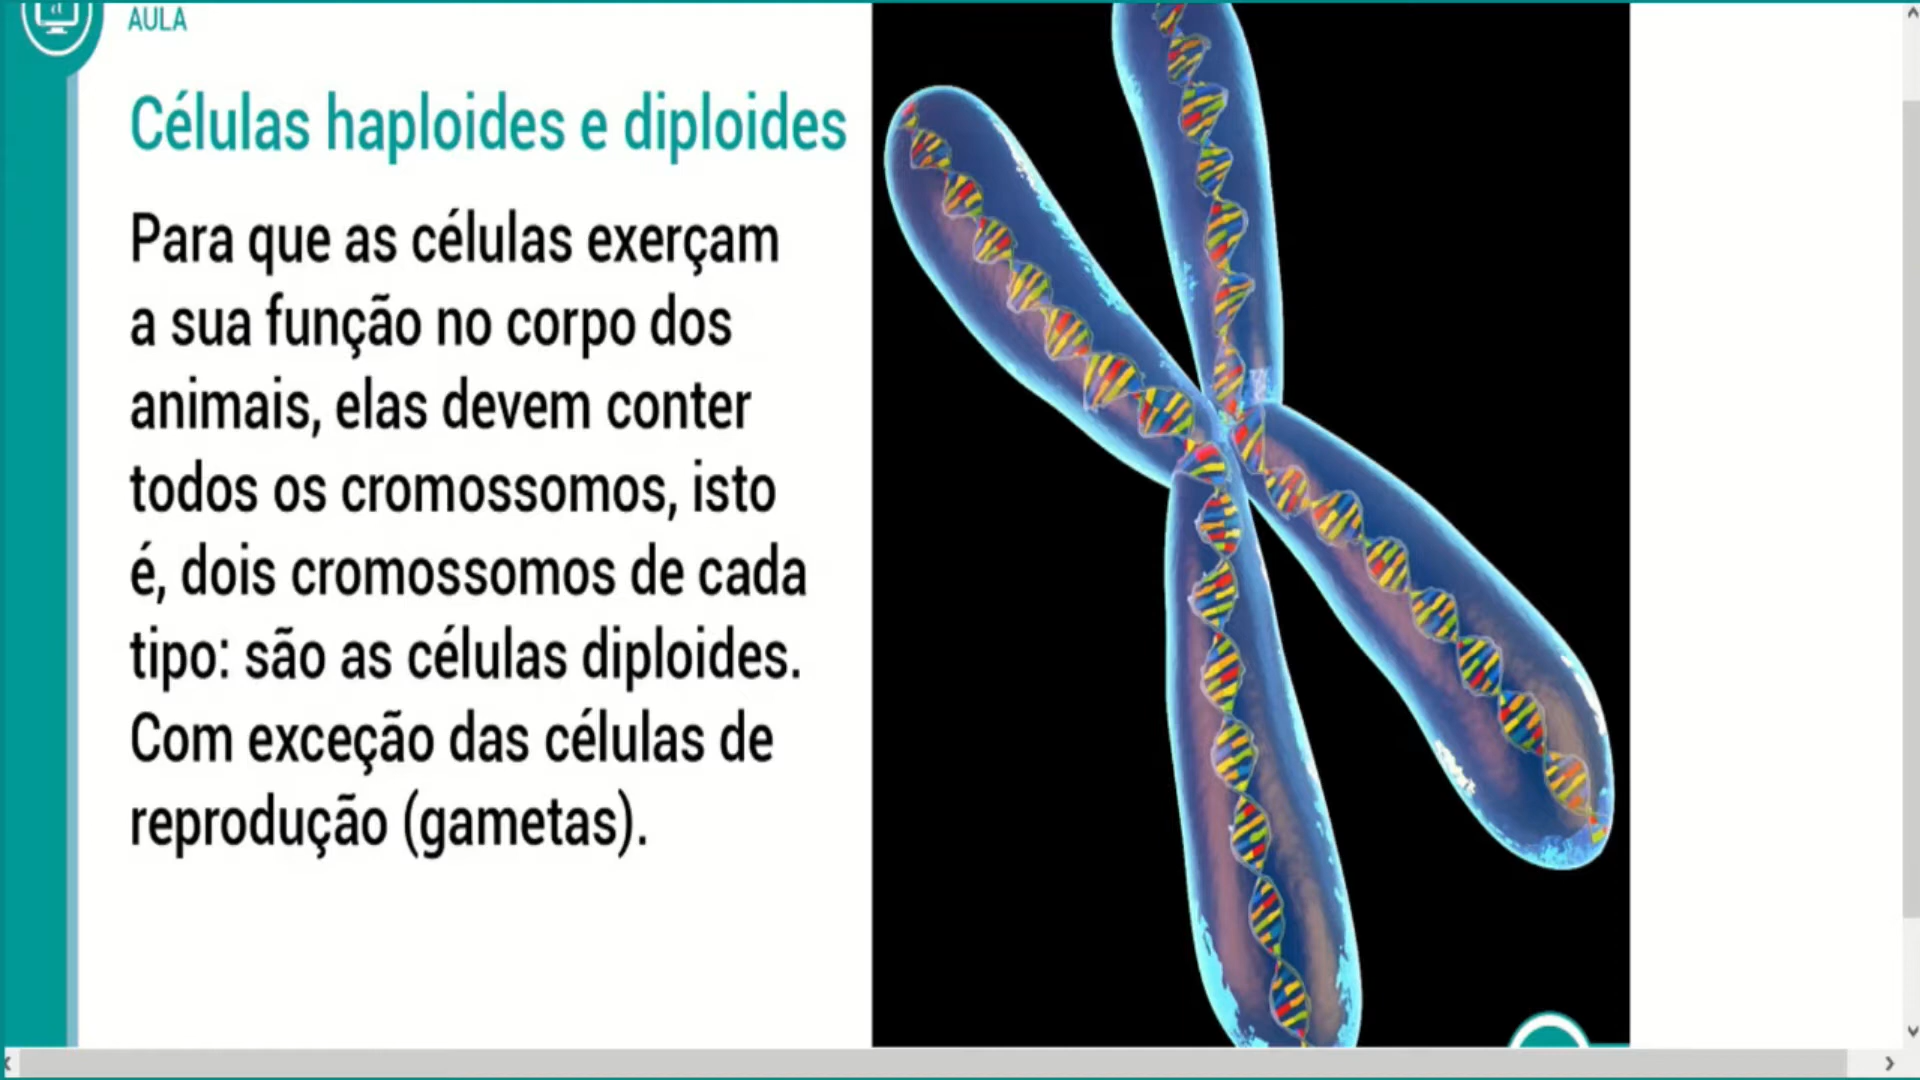 AULA
Células haploides e diploides
Para que as células exerçam
a sua função no corpo dos
animais, elas devem conter
todos os cromossomos, isto
é, dois cromossomos de cada
tipo: são as células diploides.
Com exceção das células de
reprodução (gametas).